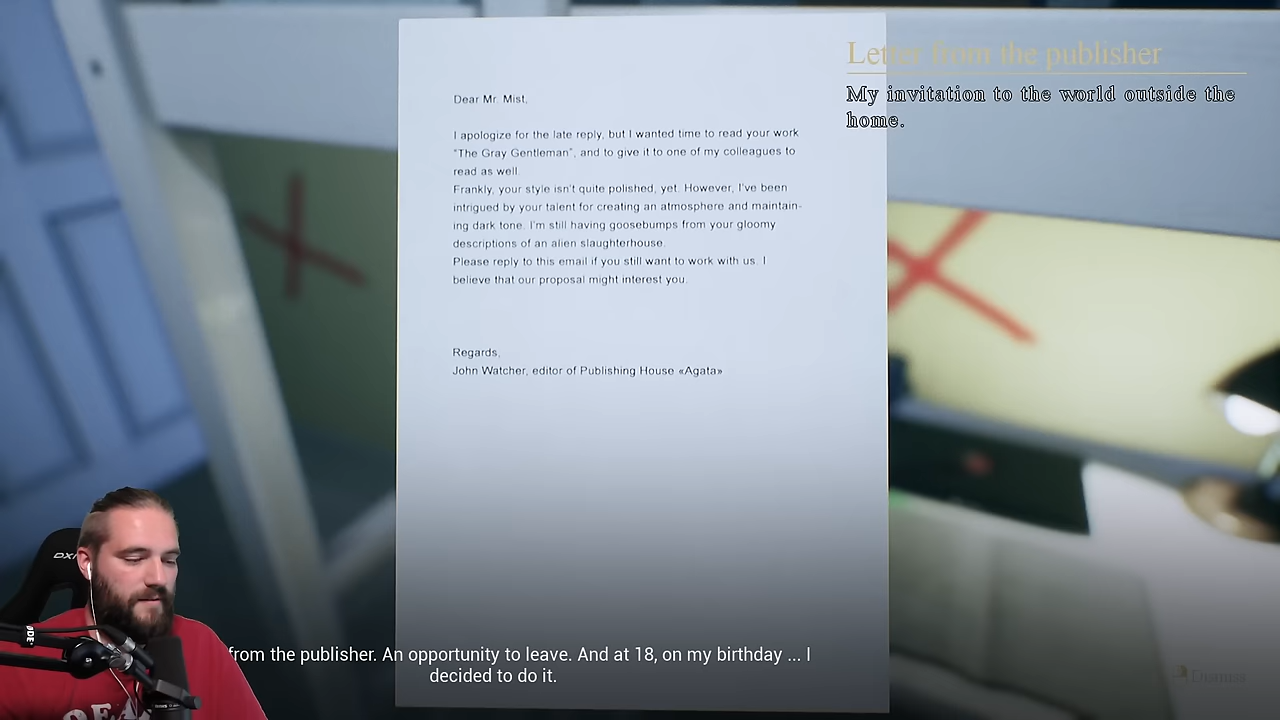 Letter from the publisher
My invitation to the world outside the
home.
Dear Mr. Mist,
I apologize for the late reply, but I wanted time to read your work
"The Gray Gentleman", and to give it to one of my colleagues to
read as well.
Frankly, your style isn't quite polished, yet. However, I've been
intrigued by your talent for creating an atmosphere and maintain-
ing dark tone. I'm still having goosebumps from your gloomy
descriptions of an alien slaughterhouse.
Please reply to this email if you still want to work with us. I
believe that our proposal might interest you.
Regards,
John Watcher, editor of Publishing House «Agata»
from the publisher. An opportunity to leave. And at 18, on my birthday ... I
decided to do it.